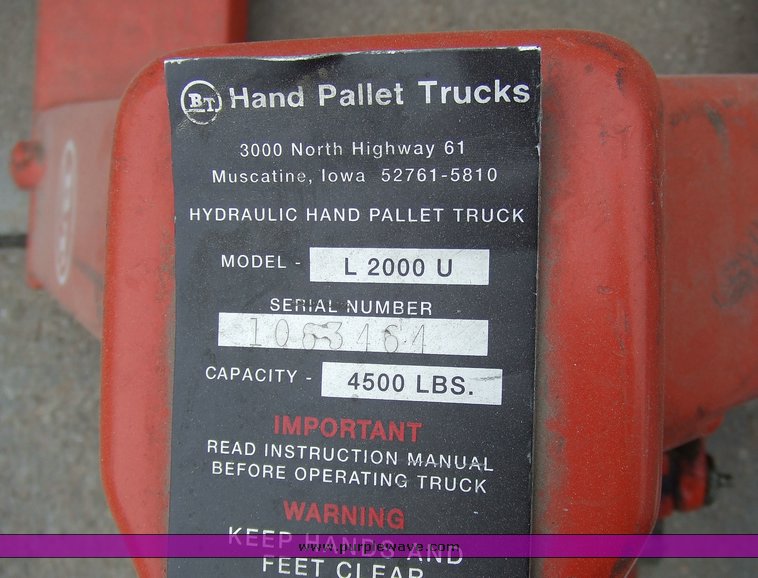 BT Hand Pallet Trucks
3000 North Highway 61
Muscatine, Iowa 52761-5810
HYDRAULIC HAND PALLET TRUCK
MODEL - L 2000 U
SERIAL NUMBER
1063464
CAPACITY - 4500 LBS.
IMPORTANT
READ INSTRUCTION MANUAL
BEFORE OPERATING TRUCK
WARNING
KEEP HANDS AND
www.purplewave.com
FEET CLEAR